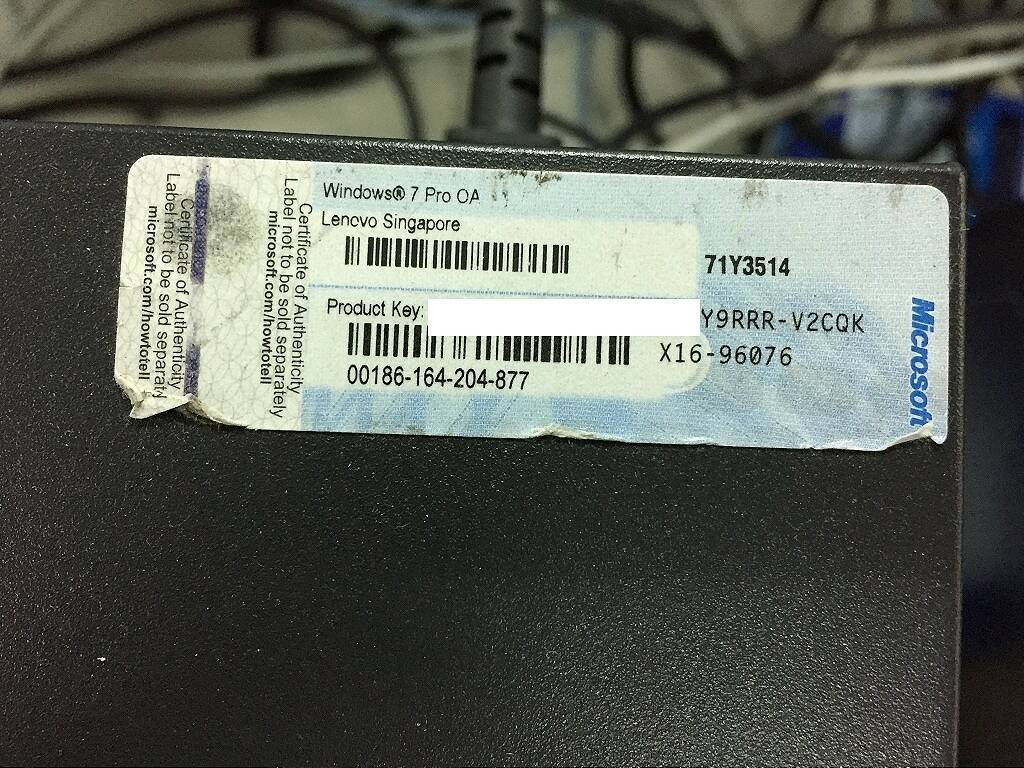 Windows® 7 Pro OA
Lenovo Singapore
71Y3514
Product Key: Y9RRR-V2CQK
X16-96076
00186-164-204-877
Microsoft
Certificate of Authenticity
Label not to be sold separately
microsoft.com/howtotell
Certificate of Authenticity
Label not to be sold separately
microsoft.com/howtotell